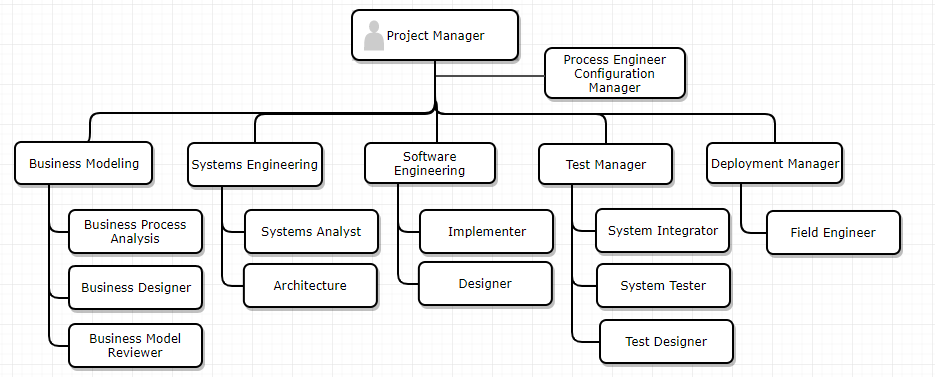 Project Manager
Process Engineer
Configuration
Manager
Business Modeling
Systems Engineering
Software
Engineering
Test Manager
Deployment Manager
Business Process
Analysis
Systems Analyst
Implementer
System Integrator
Field Engineer
Business Designer
Architecture
Designer
System Tester
Business Model
Reviewer
Test Designer